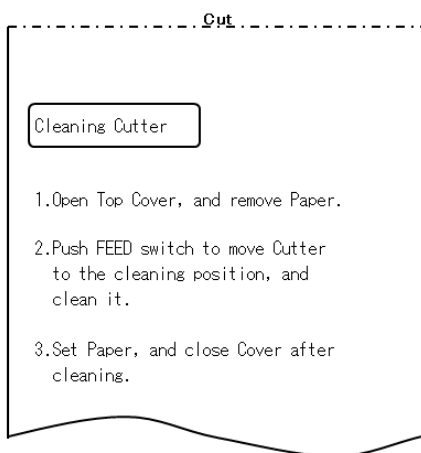 Cut
Cleaning Cutter
1.Open Top Cover, and remove Paper.
2.Push FEED switch to move Cutter
to the cleaning position, and
clean it.
3.Set Paper, and close Cover after
cleaning.